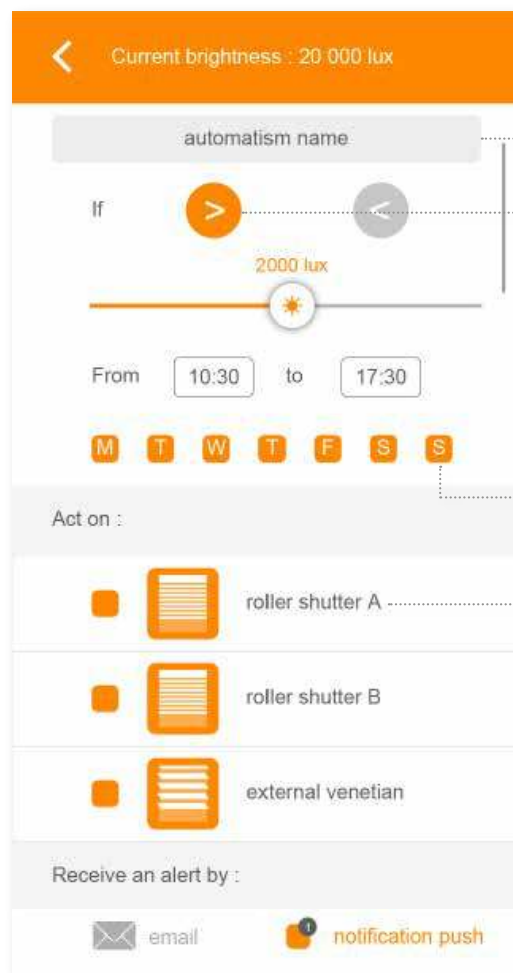 Current brightness : 20 000 lux
automatism name
If > <
2000 lux
From 10:30 to 17:30
M T W T F S S
Act on :
roller shutter A
roller shutter B
external venetian
Receive an alert by :
email 1 notification push